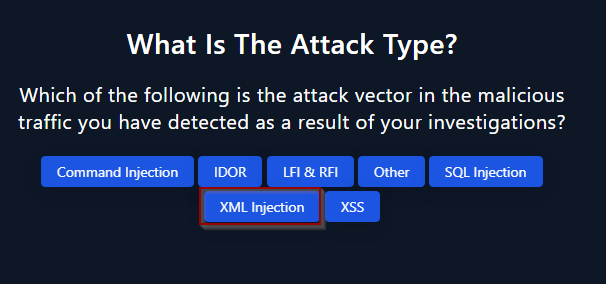 What Is The Attack Type?
Which of the following is the attack vector in the malicious
traffic you have detected as a result of your investigations?
Command Injection IDOR LFI & RFI Other SQL Injection
XML Injection XSS